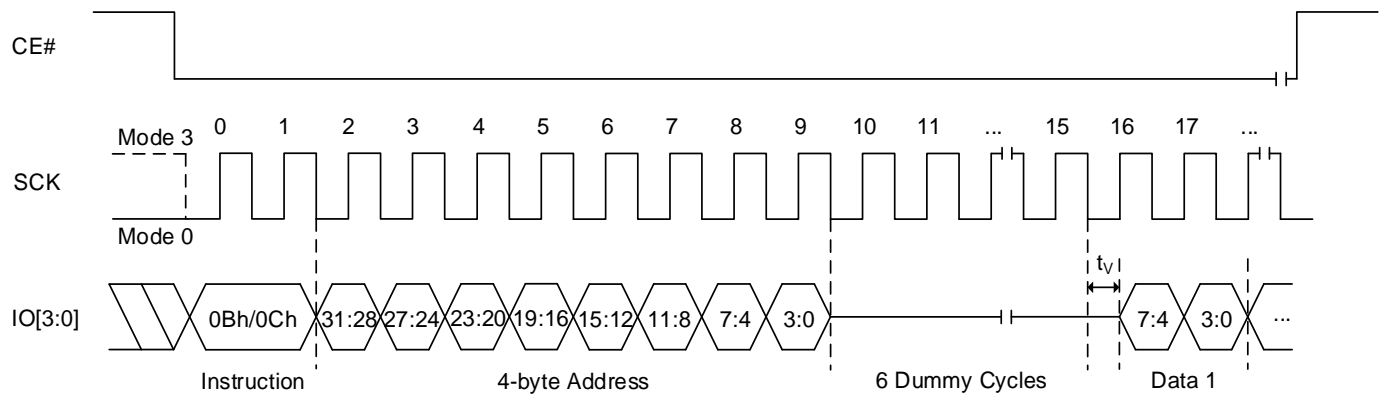 CE#
Mode 3
0 1 2 3 4 5 6 7 8 9 10 11 ... 15 16 17 ...
SCK
Mode 0
tV
IO[3:0] 0Bh/0Ch 31:28 27:24 23:20 19:16 15:12 11:8 7:4 3:0 7:4 3:0 ...
Instruction 4-byte Address 6 Dummy Cycles Data 1